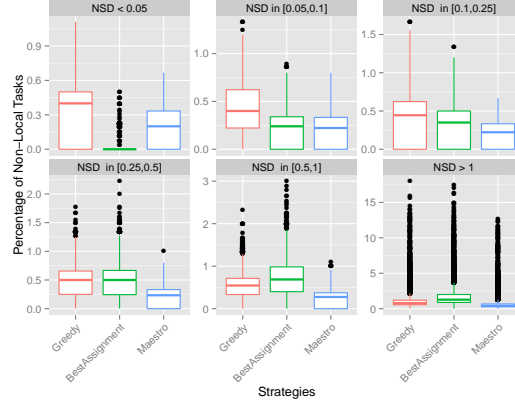 NSD < 0.05
NSD in [0.05,0.1]
NSD in [0.1,0.25]
0.9
0.6
0.3
0.0
1.0
0.5
0.0
1.5
1.0
0.5
0.0
NSD in [0.25,0.5]
NSD in [0.5,1]
NSD > 1
2.0
1.5
1.0
0.5
0.0
3
2
1
0
15
10
5
0
Greedy
BestAssignment
Maestro
Greedy
BestAssignment
Maestro
Greedy
BestAssignment
Maestro
Percentage of Non−Local Tasks
Strategies